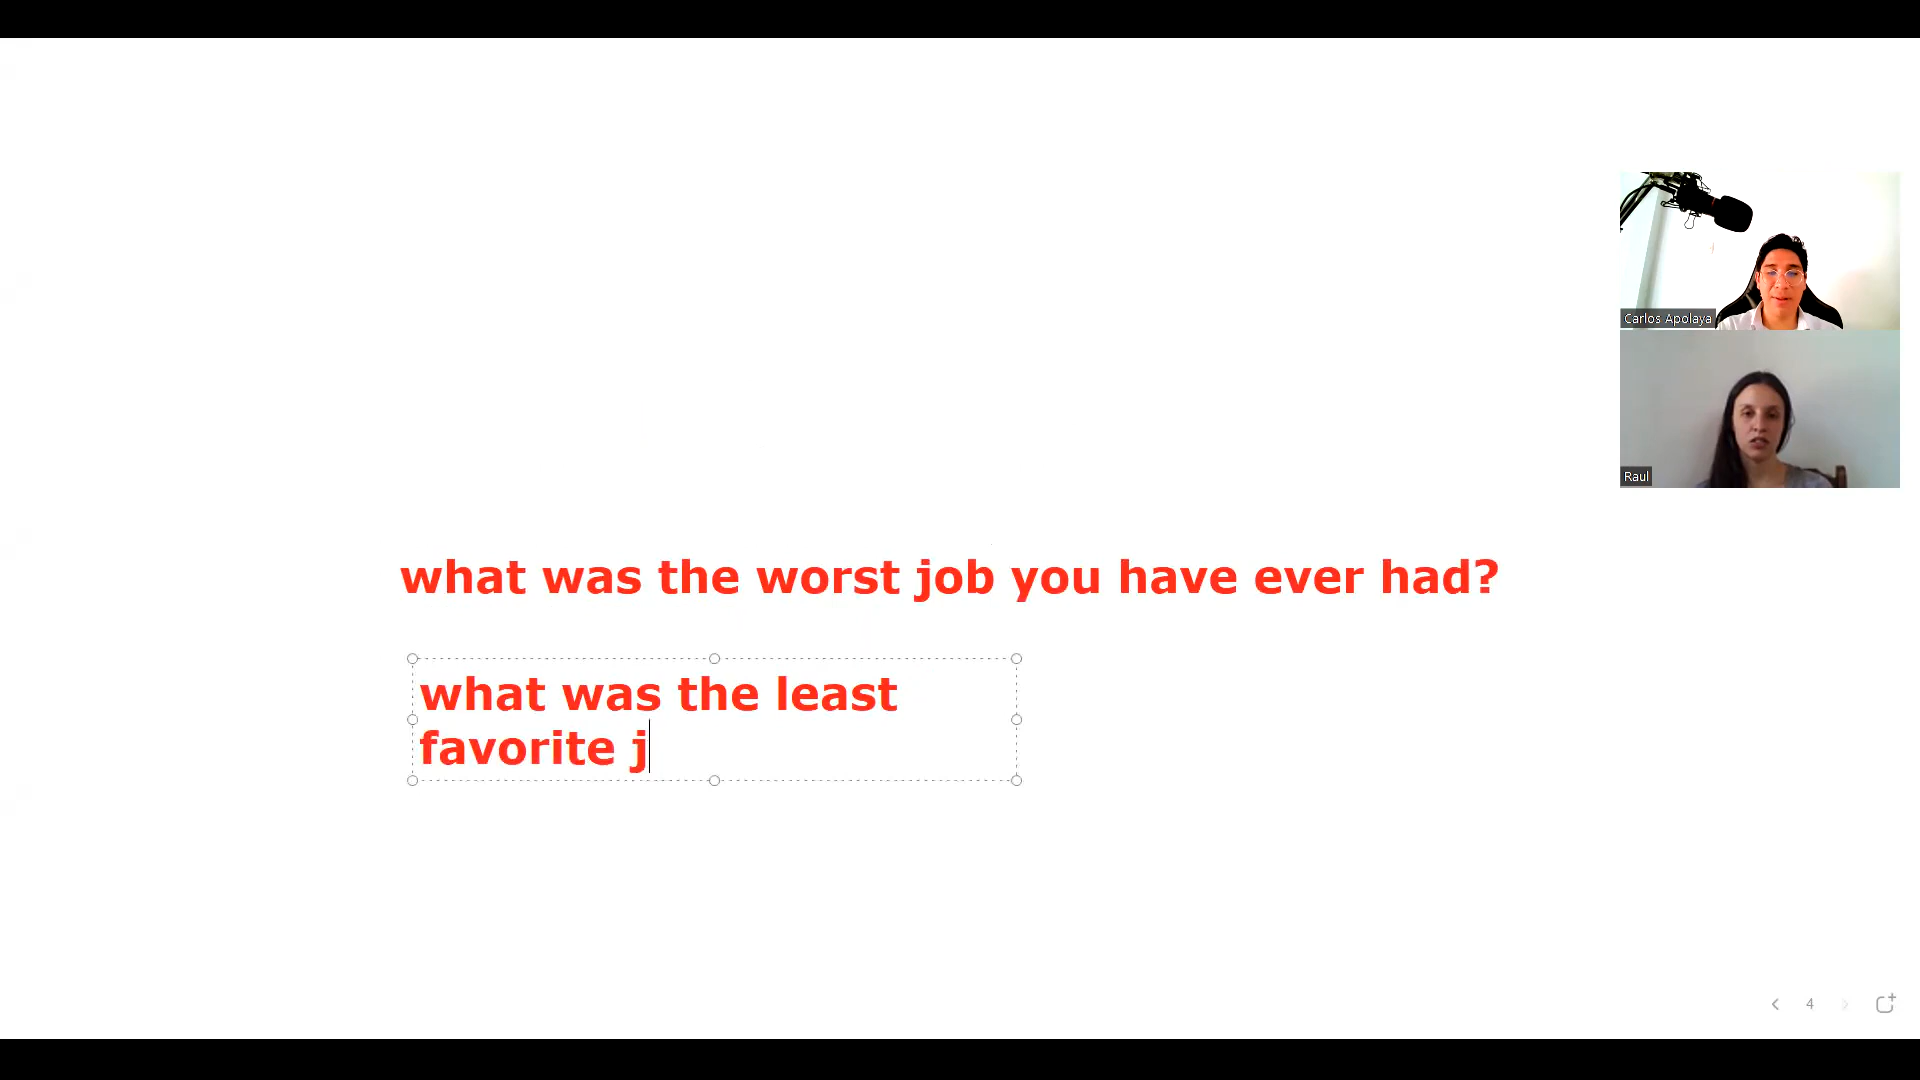 Carlos Apolaya
Raul
what was the worst job you have ever had?
what was the least
favorite j
4